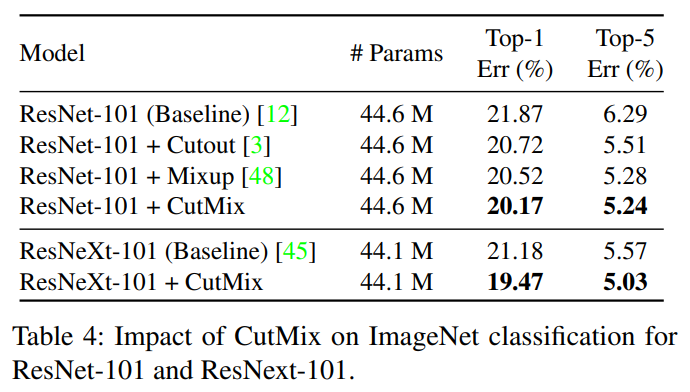 Model # Params Top-1 Err (%) Top-5 Err (%)
ResNet-101 (Baseline) [12] 44.6 M 21.87 6.29
ResNet-101 + Cutout [3] 44.6 M 20.72 5.51
ResNet-101 + Mixup [48] 44.6 M 20.52 5.28
ResNet-101 + CutMix 44.6 M 20.17 5.24
ResNeXt-101 (Baseline) [45] 44.1 M 21.18 5.57
ResNeXt-101 + CutMix 44.1 M 19.47 5.03
Table 4: Impact of CutMix on ImageNet classification for
ResNet-101 and ResNext-101.